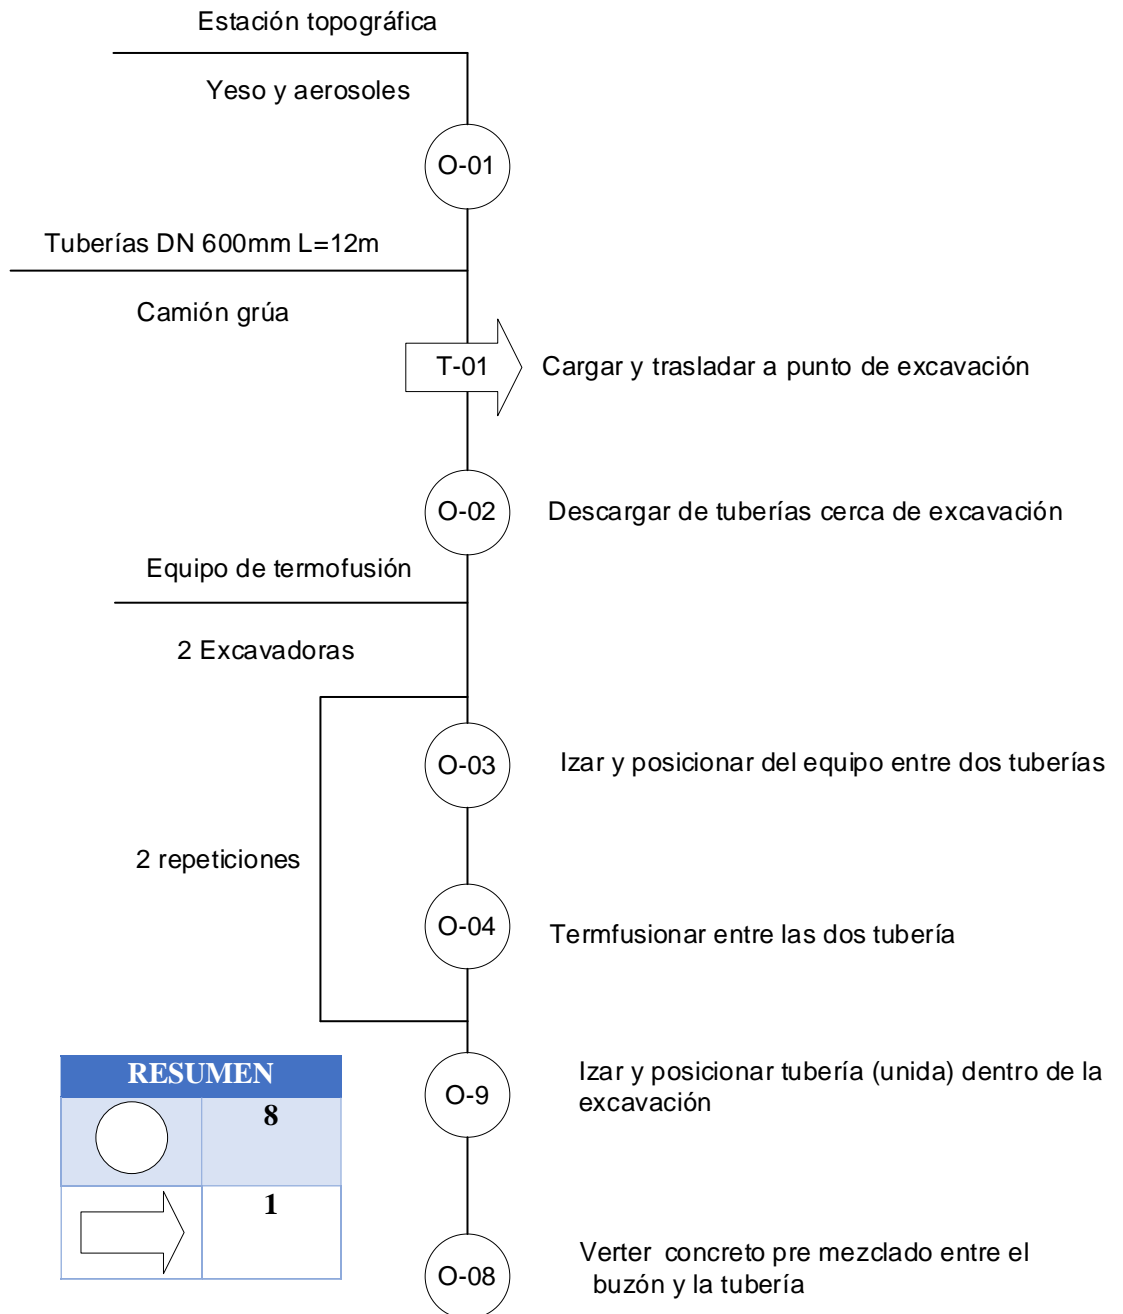 Estación topográfica
Yeso y aerosoles
O-01
Tuberías DN 600mm L=12m
Camión grúa
T-01
Cargar y trasladar a punto de excavación
O-02
Descargar de tuberías cerca de excavación
Equipo de termofusión
2 Excavadoras
O-03
Izar y posicionar del equipo entre dos tuberías
2 repeticiones
O-04
Termfusionar entre las dos tubería
O-9
Izar y posicionar tubería (unida) dentro de la
excavación
RESUMEN
8
1
O-08
Verter concreto pre mezclado entre el
buzón y la tubería